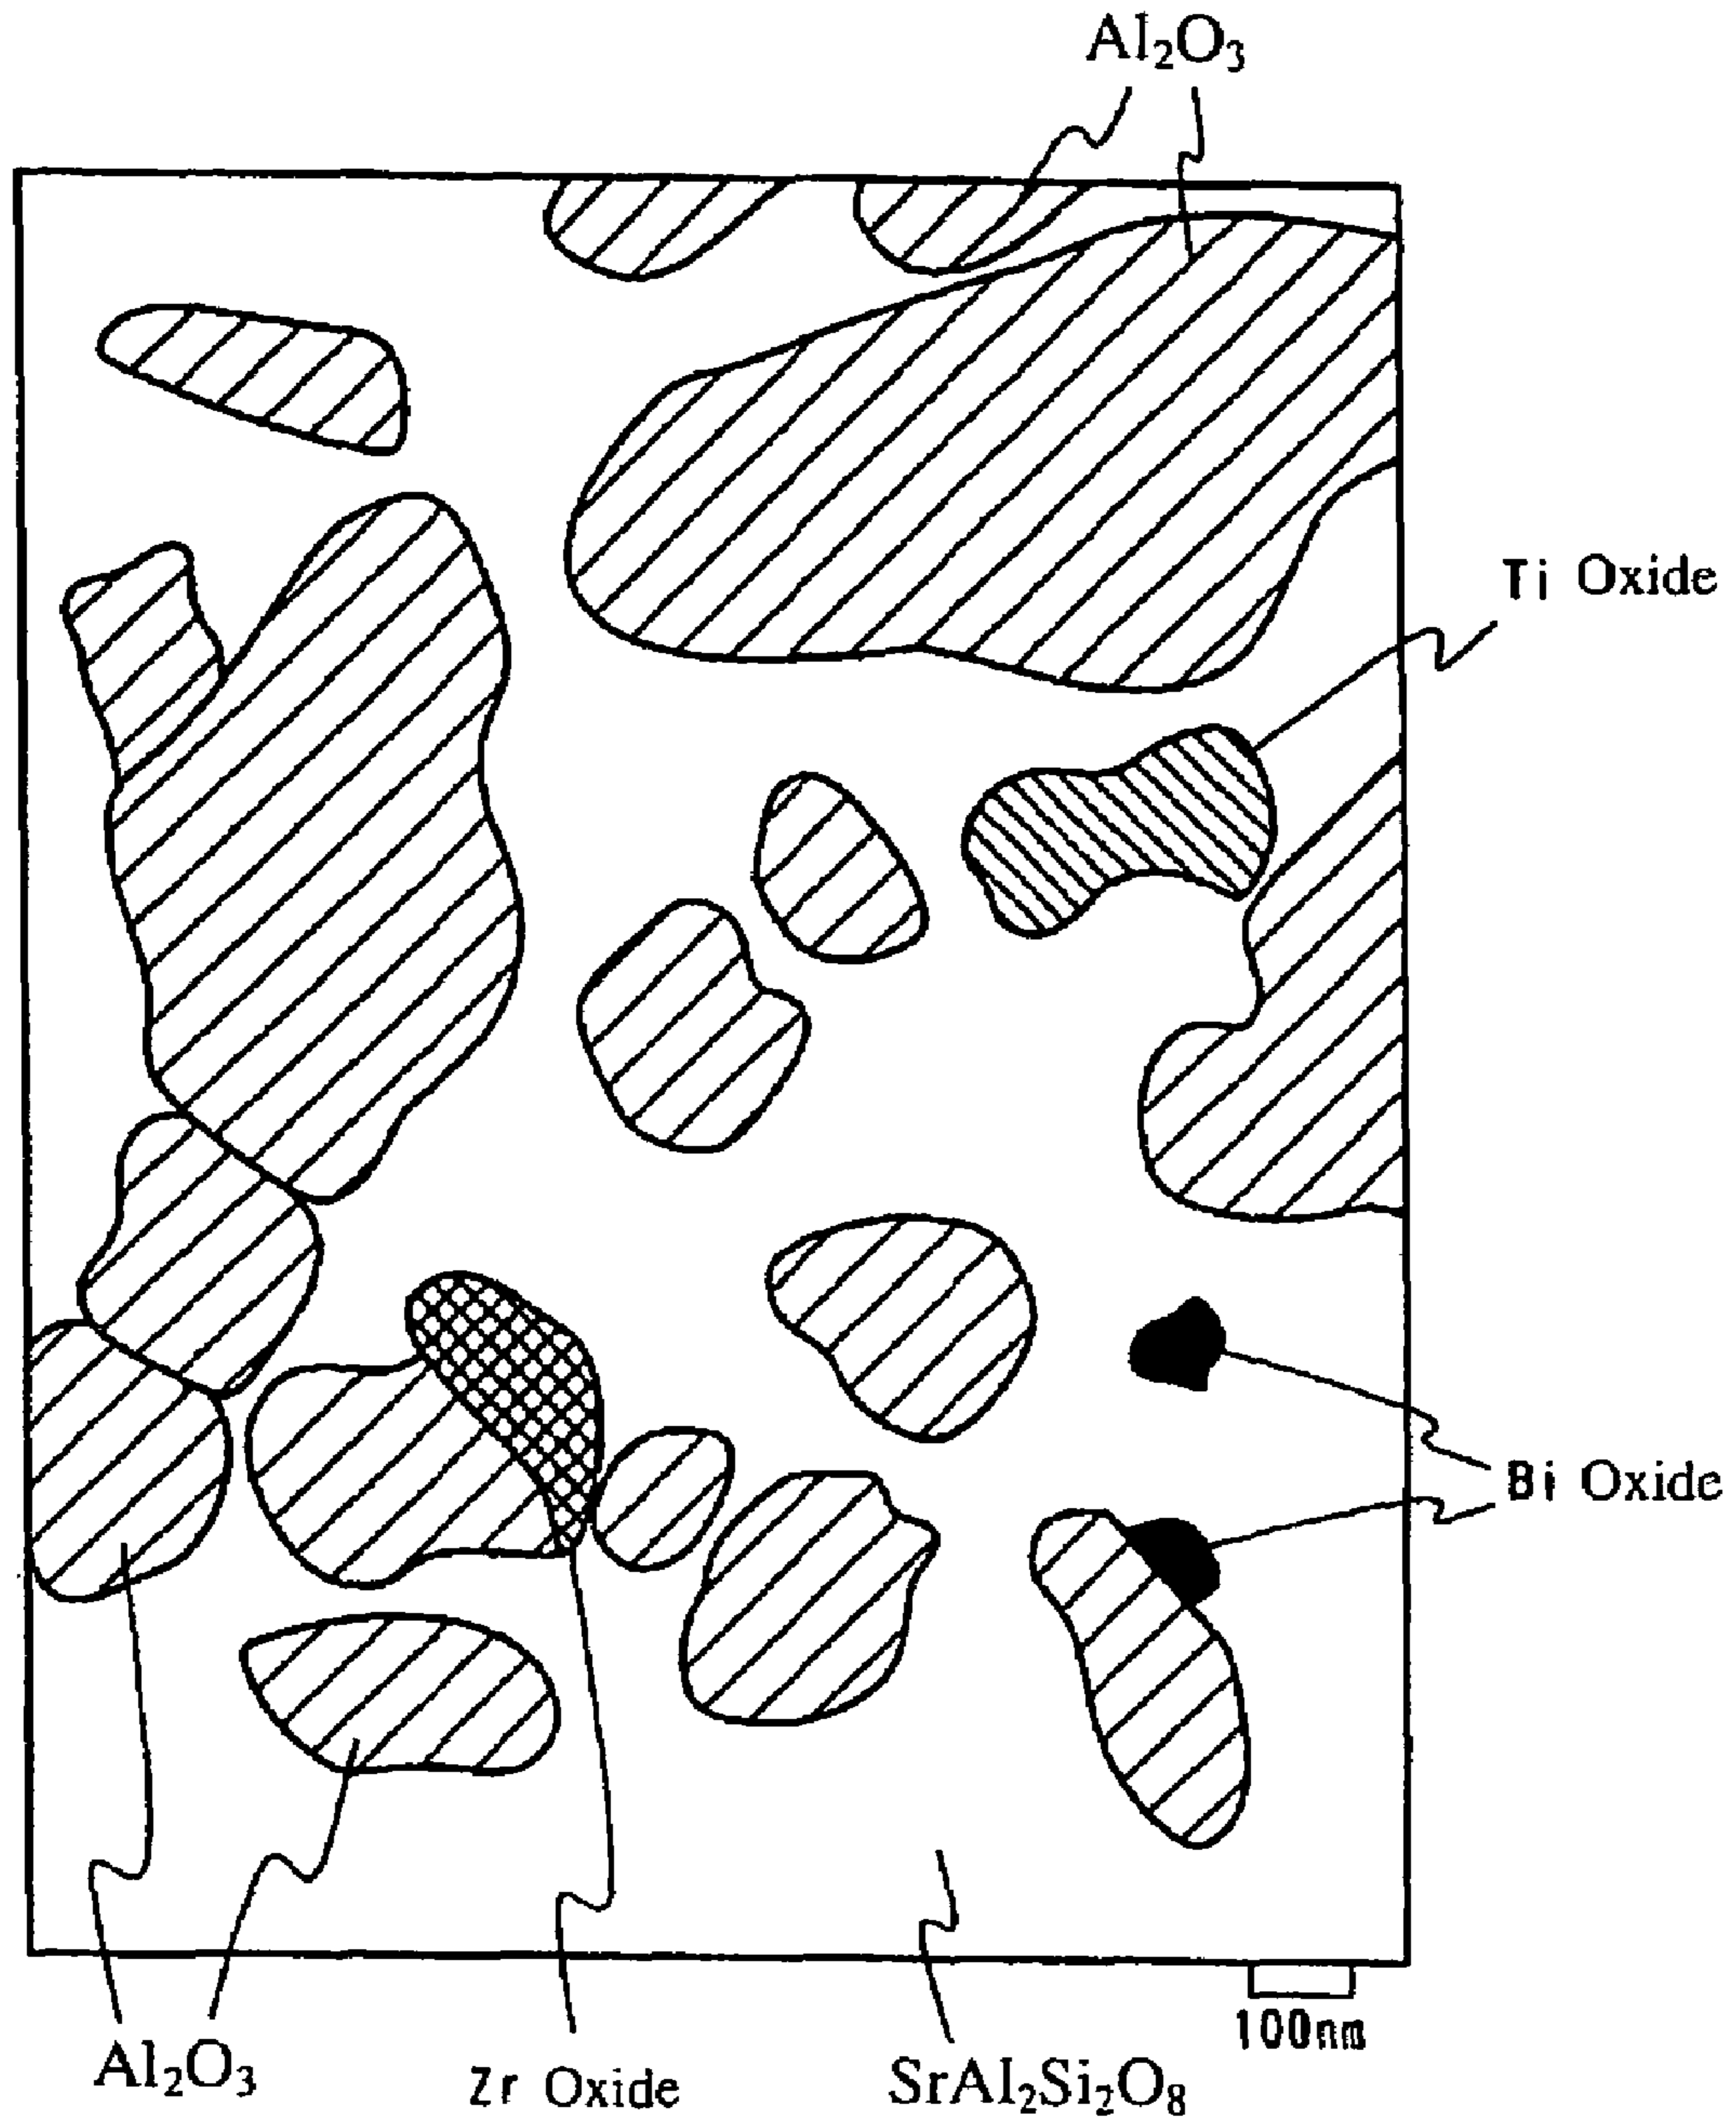 Al₂O₃
Ti Oxide
Bi Oxide
100nm
Al₂O₃
Zr Oxide
SrAl₂Si₂O₈